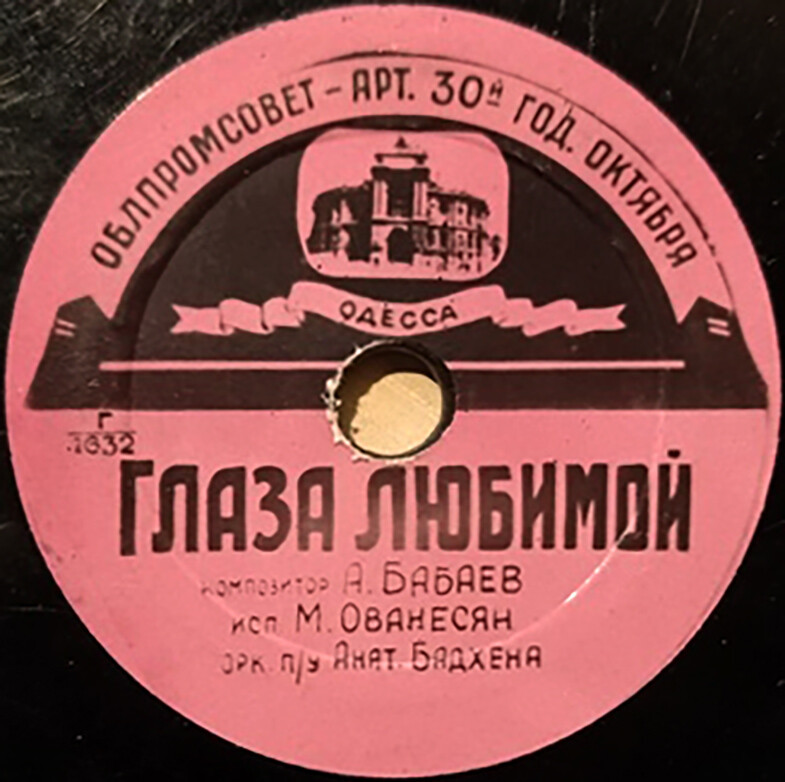 ОБЛПРОМСОВЕТ – АРТ. 30й ГОД. ОКТЯБРЯ
ОДЕССА
Г
1632
ГЛАЗА ЛЮБИМОЙ
композитор А. БАБАЕВ
исп М. ОВАНЕСЯН
орк. п/у АНАТ. БАДХЕНА